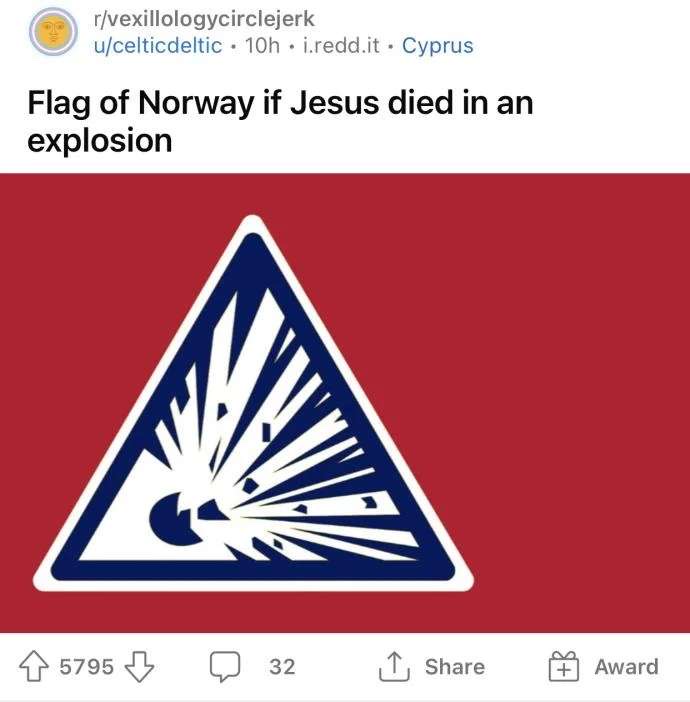 r/vexillologycirclejerk
u/celticdeltic • 10h • i.redd.it • Cyprus
Flag of Norway if Jesus died in an
explosion
5795 32 Share Award